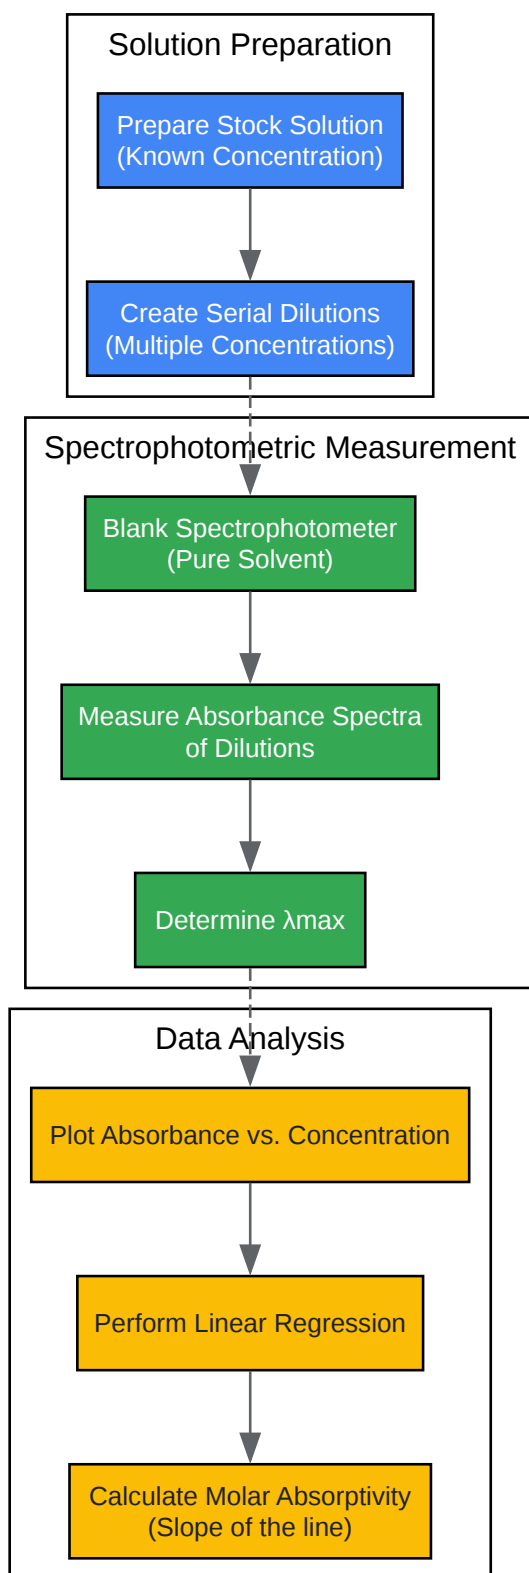 Solution Preparation
Prepare Stock Solution
(Known Concentration)
Create Serial Dilutions
(Multiple Concentrations)
Spectrophotometric Measurement
Blank Spectrophotometer
(Pure Solvent)
Measure Absorbance Spectra
of Dilutions
Determine λmax
Data Analysis
Plot Absorbance vs. Concentration
Perform Linear Regression
Calculate Molar Absorptivity
(Slope of the line)